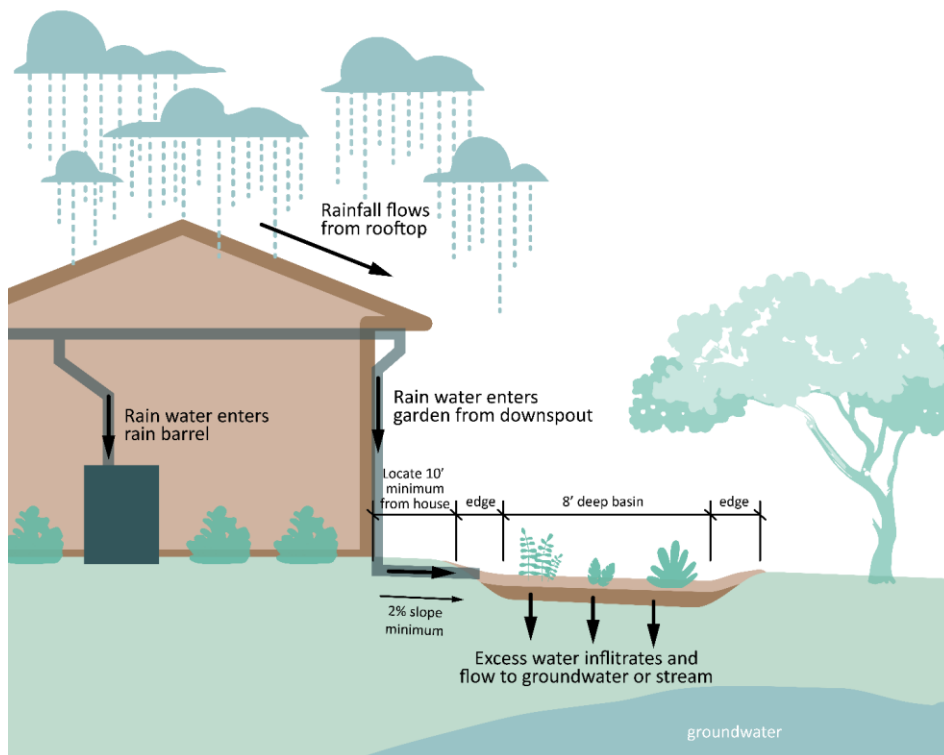 Rainfall flows
from rooftop
Rain water enters
rain barrel
Rain water enters
garden from downspout
Locate 10'
minimum
from house
edge
8' deep basin
edge
2% slope
minimum
Excess water inflitrates and
flow to groundwater or stream
groundwater